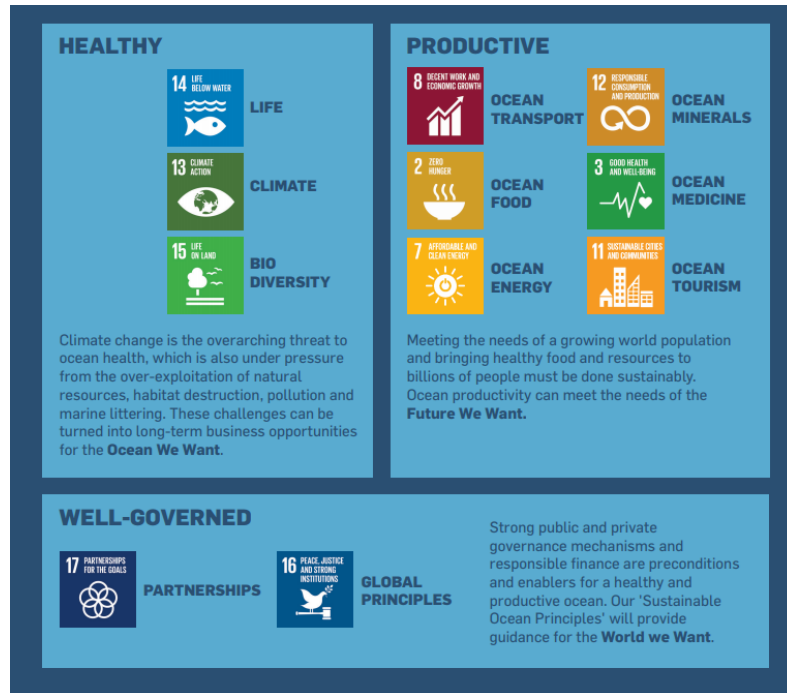 HEALTHY
14 LIFE
BELOW WATER
LIFE
13 CLIMATE
ACTION
CLIMATE
15 LIFE
ON LAND
BIO
DIVERSITY
Climate change is the overarching threat to
ocean health, which is also under pressure
from the over-exploitation of natural
resources, habitat destruction, pollution and
marine littering. These challenges can be
turned into long-term business opportunities
for the Ocean We Want.
PRODUCTIVE
8 DECENT WORK AND
ECONOMIC GROWTH
OCEAN
TRANSPORT
12 RESPONSIBLE
CONSUMPTION
AND PRODUCTION
OCEAN
MINERALS
2 ZERO
HUNGER
OCEAN
FOOD
3 GOOD HEALTH
AND WELL-BEING
OCEAN
MEDICINE
7 AFFORDABLE AND
CLEAN ENERGY
OCEAN
ENERGY
11 SUSTAINABLE CITIES
AND COMMUNITIES
OCEAN
TOURISM
Meeting the needs of a growing world population
and bringing healthy food and resources to
billions of people must be done sustainably.
Ocean productivity can meet the needs of the
Future We Want.
WELL-GOVERNED
17 PARTNERSHIPS
FOR THE GOALS
PARTNERSHIPS
16 PEACE, JUSTICE
AND STRONG
INSTITUTIONS
GLOBAL
PRINCIPLES
Strong public and private
governance mechanisms and
responsible finance are preconditions
and enablers for a healthy and
productive ocean. Our ‘Sustainable
Ocean Principles’ will provide
guidance for the World we Want.